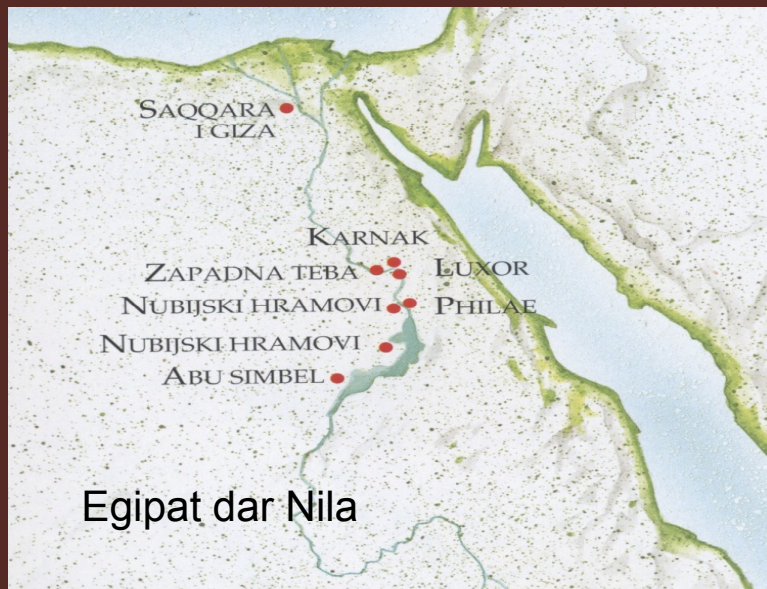 SAQQARA
I GIZA
KARNAK
ZAPADNA TEBA
LUXOR
NUBIJSKI HRAMOVI
PHILAE
NUBIJSKI HRAMOVI
ABU SIMBEL
Egipat dar Nila